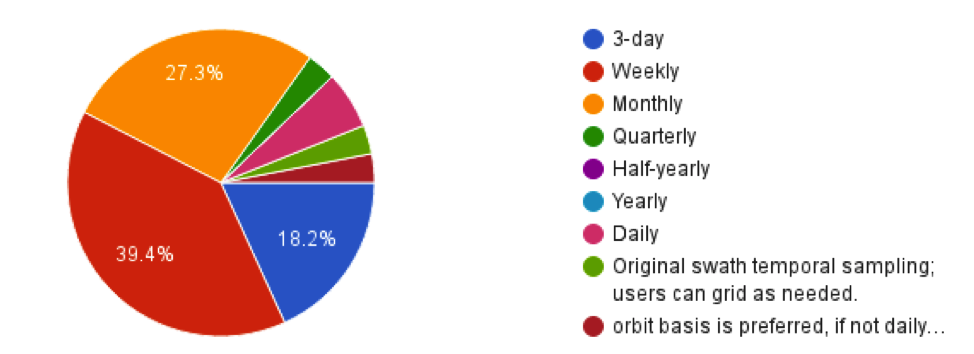 27.3%
39.4%
18.2%
3-day
Weekly
Monthly
Quarterly
Half-yearly
Yearly
Daily
Original swath temporal sampling;
users can grid as needed.
orbit basis is preferred, if not daily…